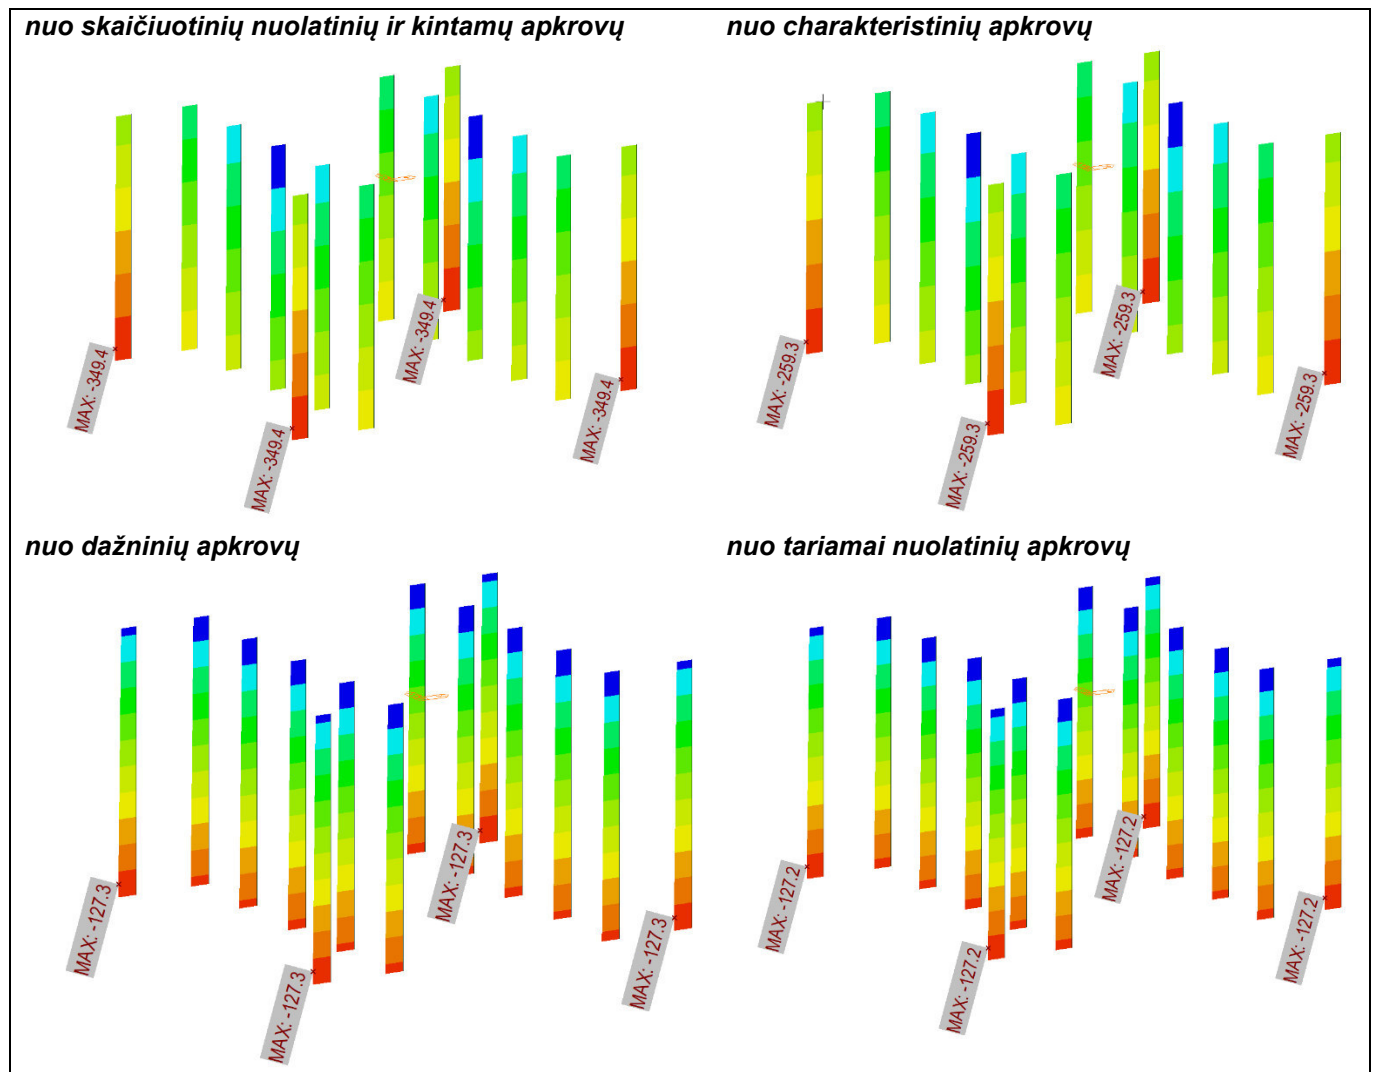 nuo skaičiuotinių nuolatinių ir kintamų apkrovų
nuo charakteristinių apkrovų
MAX: -349.4
MAX: -349.4
MAX: -349.4
MAX: -349.4
MAX: -259.3
MAX: -259.3
MAX: -259.3
MAX: -259.3
nuo dažninių apkrovų
nuo tariamai nuolatinių apkrovų
MAX: -127.3
MAX: -127.3
MAX: -127.3
MAX: -127.3
MAX: -127.2
MAX: -127.2
MAX: -127.2
MAX: -127.2